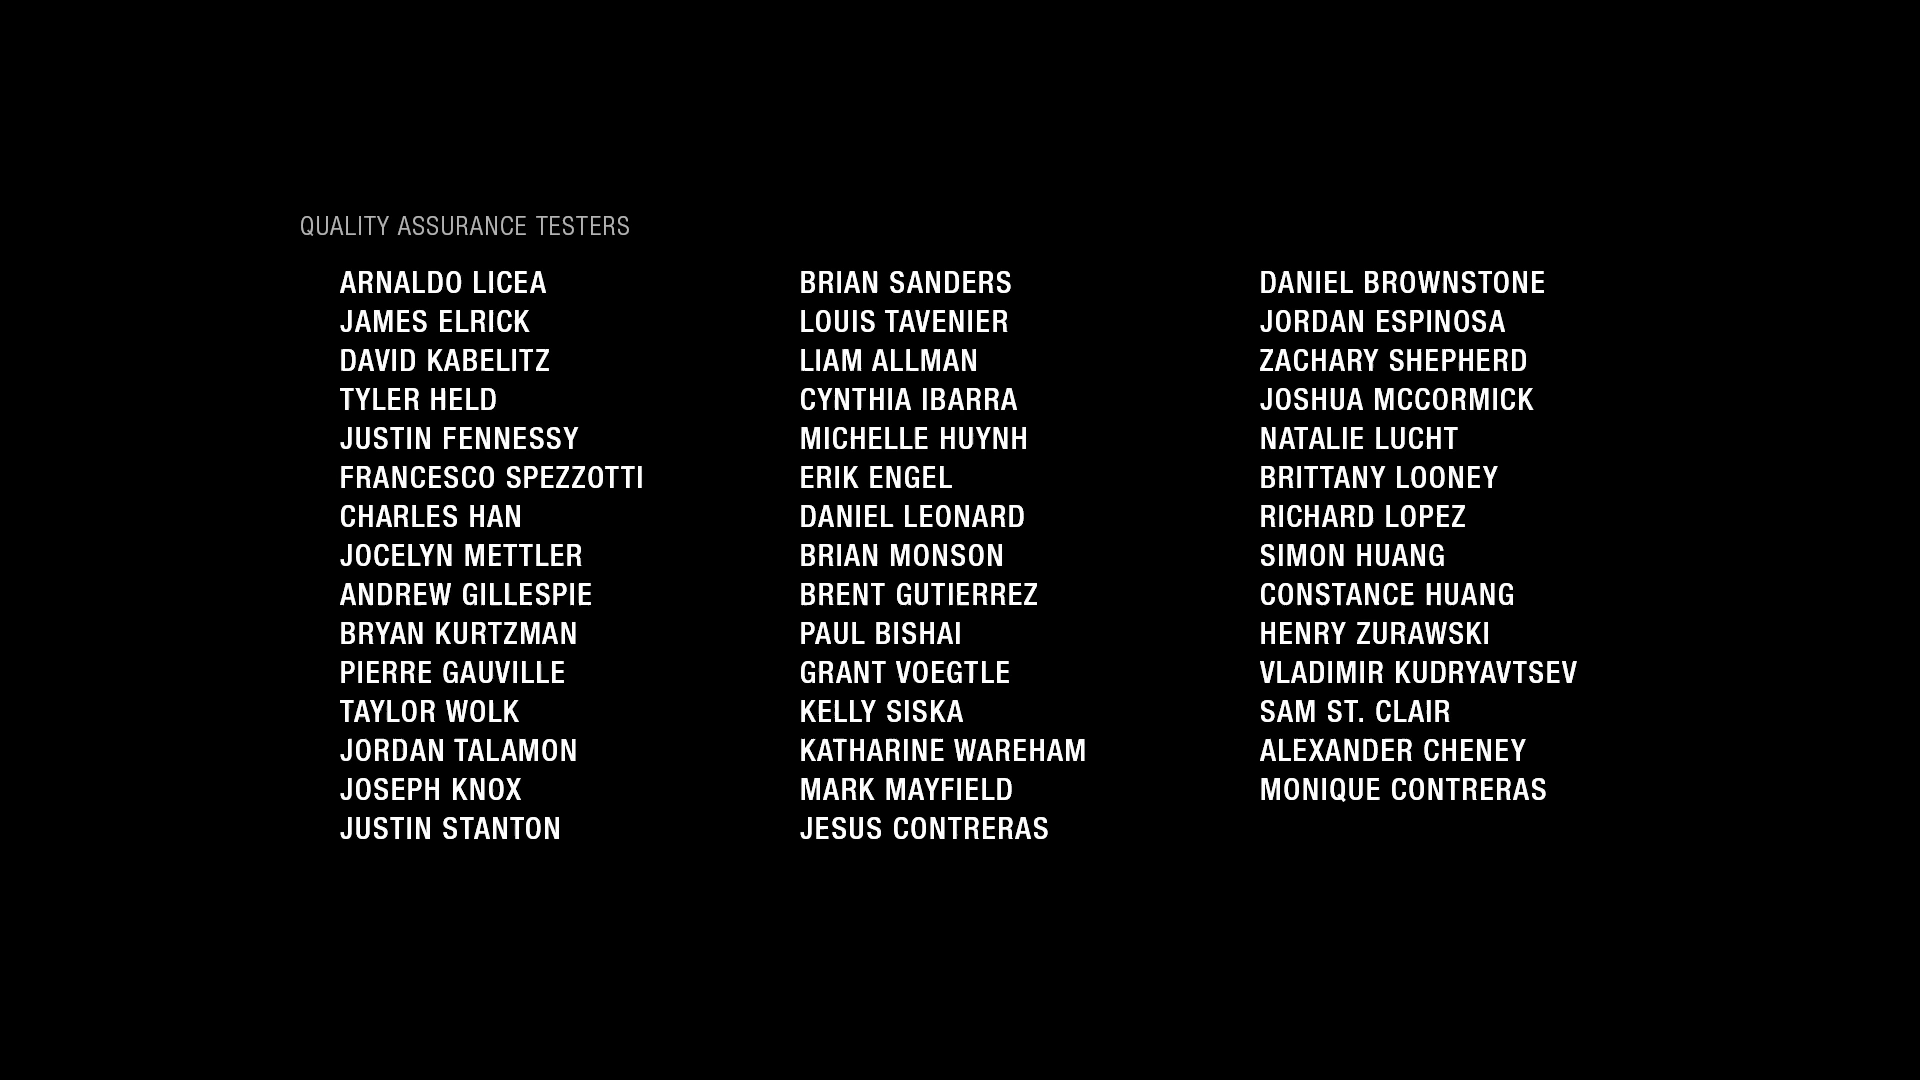 QUALITY ASSURANCE TESTERS
ARNALDO LICEA
JAMES ELRICK
DAVID KABELITZ
TYLER HELD
JUSTIN FENNESSY
FRANCESCO SPEZZOTTI
CHARLES HAN
JOCELYN METTLER
ANDREW GILLESPIE
BRYAN KURTZMAN
PIERRE GAUVILLE
TAYLOR WOLK
JORDAN TALAMON
JOSEPH KNOX
JUSTIN STANTON
BRIAN SANDERS
LOUIS TAVENIER
LIAM ALLMAN
CYNTHIA IBARRA
MICHELLE HUYNH
ERIK ENGEL
DANIEL LEONARD
BRIAN MONSON
BRENT GUTIERREZ
PAUL BISHAI
GRANT VOEGTLE
KELLY SISKA
KATHARINE WAREHAM
MARK MAYFIELD
JESUS CONTRERAS
DANIEL BROWNSTONE
JORDAN ESPINOSA
ZACHARY SHEPHERD
JOSHUA MCCORMICK
NATALIE LUCHT
BRITTANY LOONEY
RICHARD LOPEZ
SIMON HUANG
CONSTANCE HUANG
HENRY ZURAWSKI
VLADIMIR KUDRYAVTSEV
SAM ST. CLAIR
ALEXANDER CHENEY
MONIQUE CONTRERAS